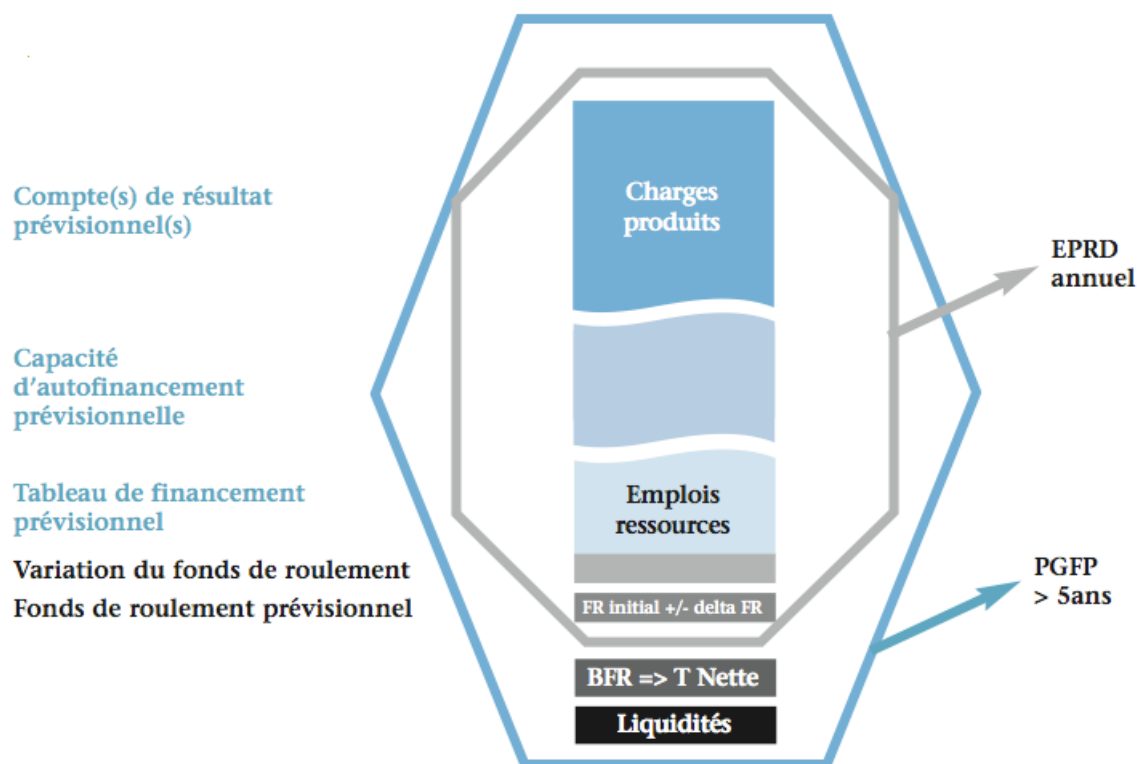 Compte(s) de résultat
prévisionnel(s)
Charges
produits
EPRD
annuel
Capacité
d'autofinancement
prévisionnelle
Tableau de financement
prévisionnel
Emplois
ressources
Variation du fonds de roulement
Fonds de roulement prévisionnel
FR initial +/- delta FR
PGFP
> 5ans
BFR => T Nette
Liquidités